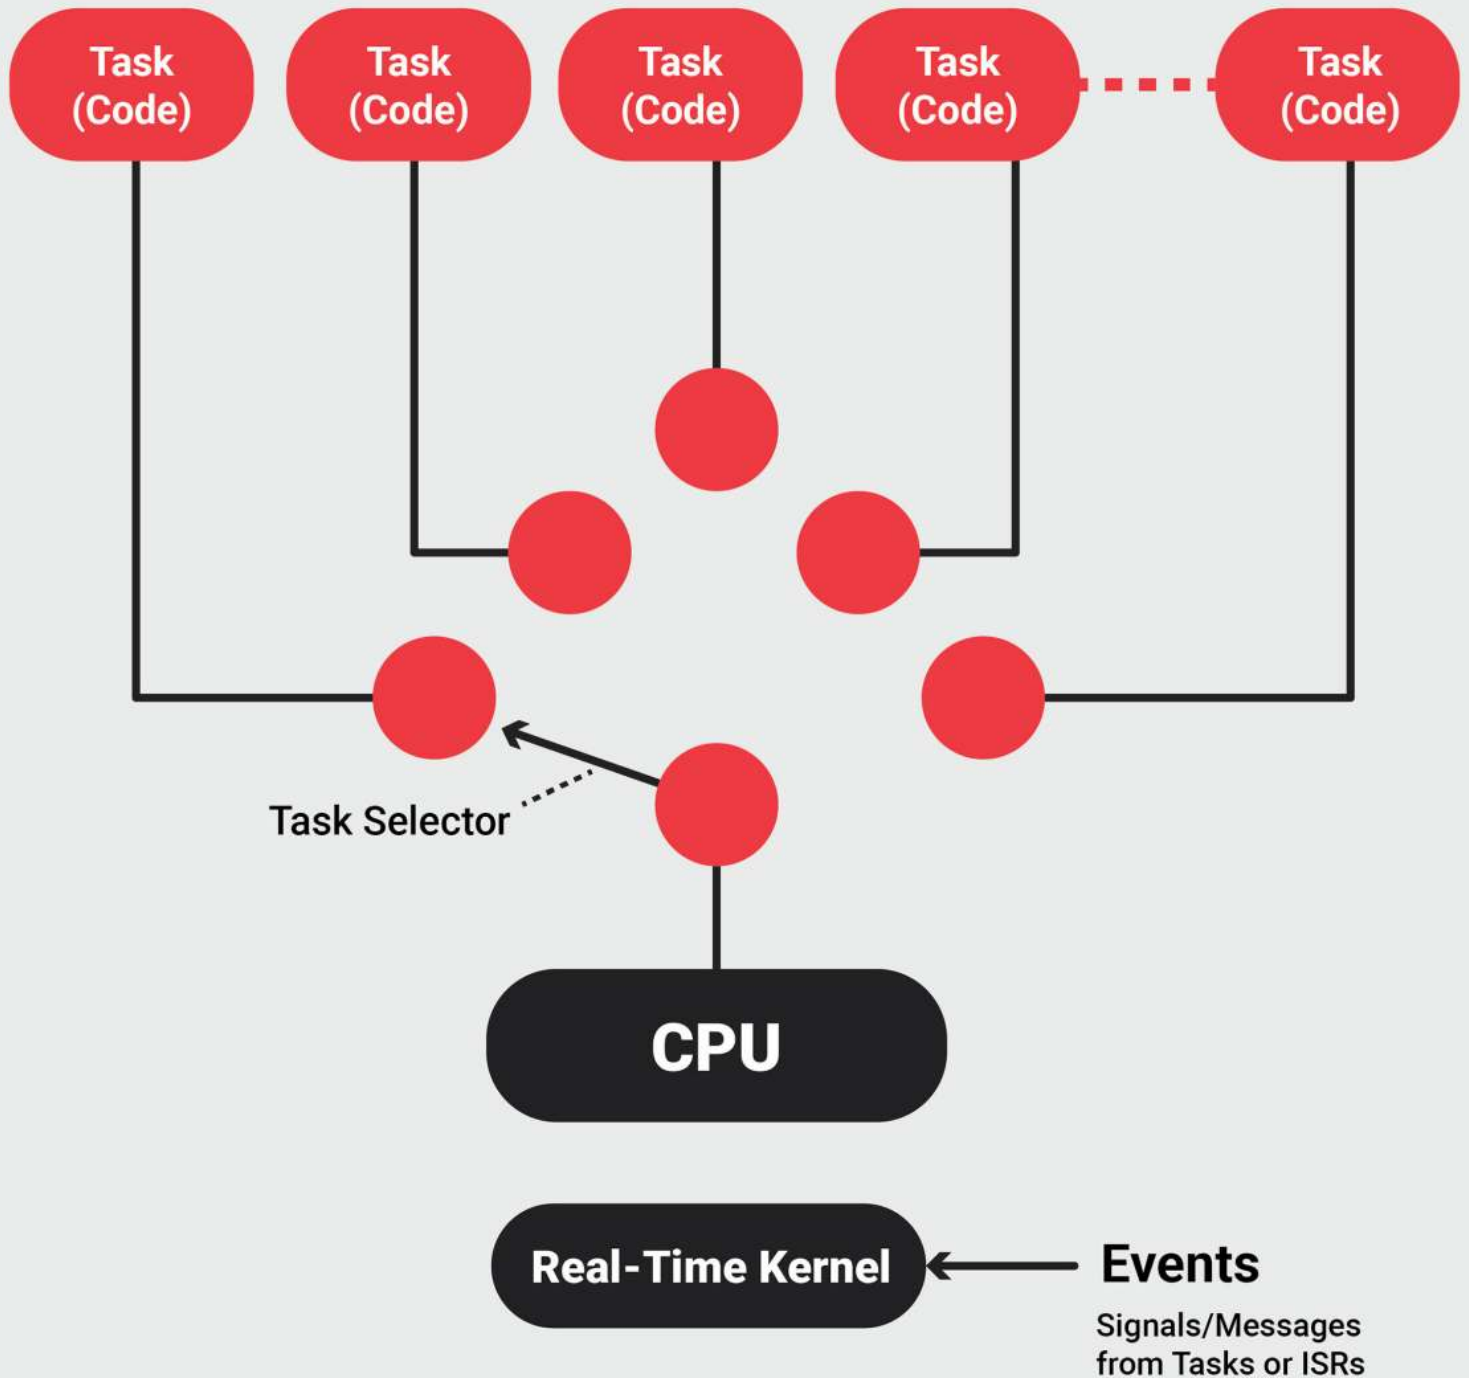 Task
(Code)
Task
(Code)
Task
(Code)
Task
(Code)
Task
(Code)
Task Selector
CPU
Real-Time Kernel
Events
Signals/Messages
from Tasks or ISRs